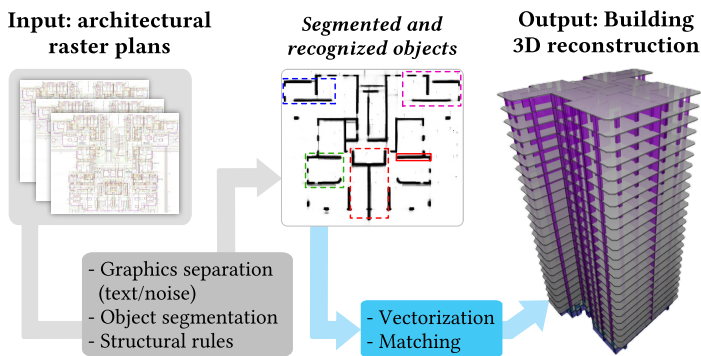 Input: architectural
raster plans
Segmented and
recognized objects
Output: Building
3D reconstruction
- Graphics separation
(text/noise)
- Object segmentation
- Structural rules
- Vectorization
- Matching